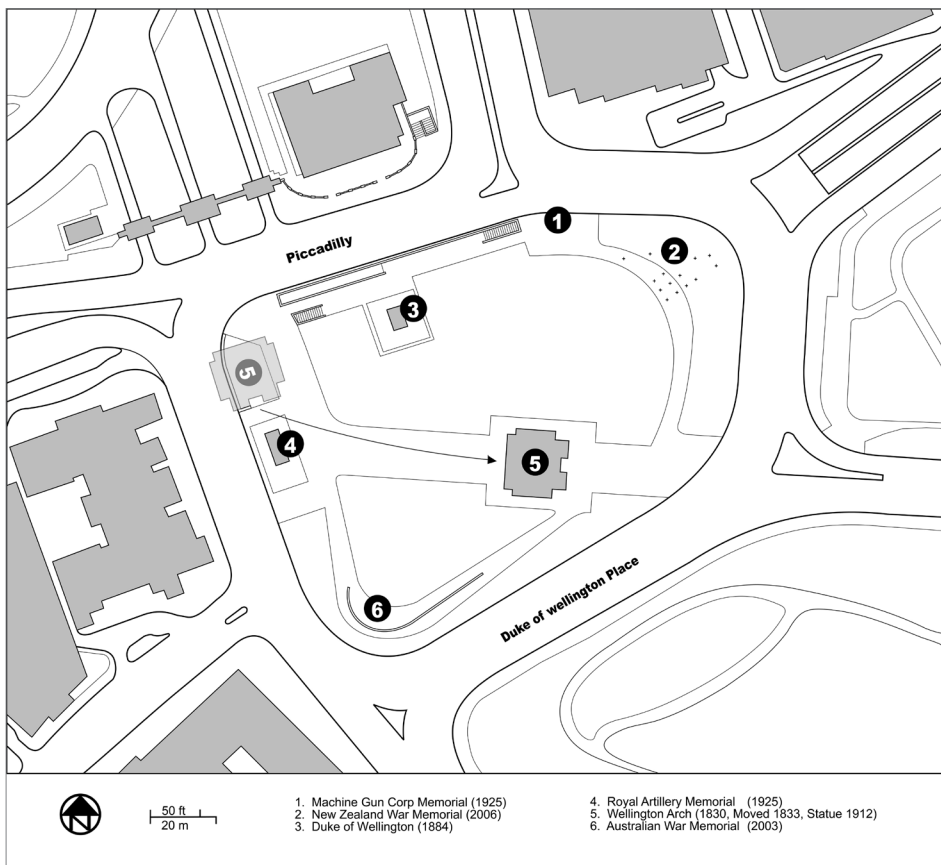 1
2
Piccadilly
3
5
4
5
6
Duke of wellington Place
50 ft
20 m
1. Machine Gun Corp Memorial (1925)
2. New Zealand War Memorial (2006)
3. Duke of Wellington (1884)
4. Royal Artillery Memorial (1925)
5. Wellington Arch (1830, Moved 1833, Statue 1912)
6. Australian War Memorial (2003)